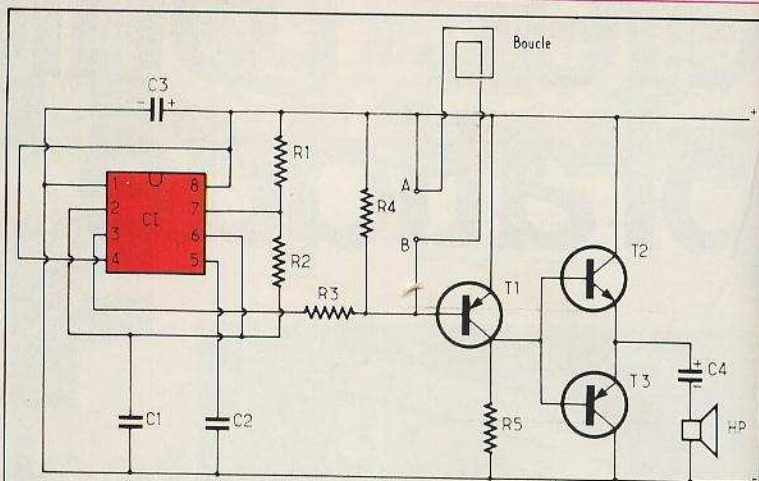 Boucle
C3
- +
+
R1
A
R4
1 8
2 7
CI
3 6
4 5
B
R2
T2
T1
R3
T3
+
C4
-
C1
C2
R5
HP
-